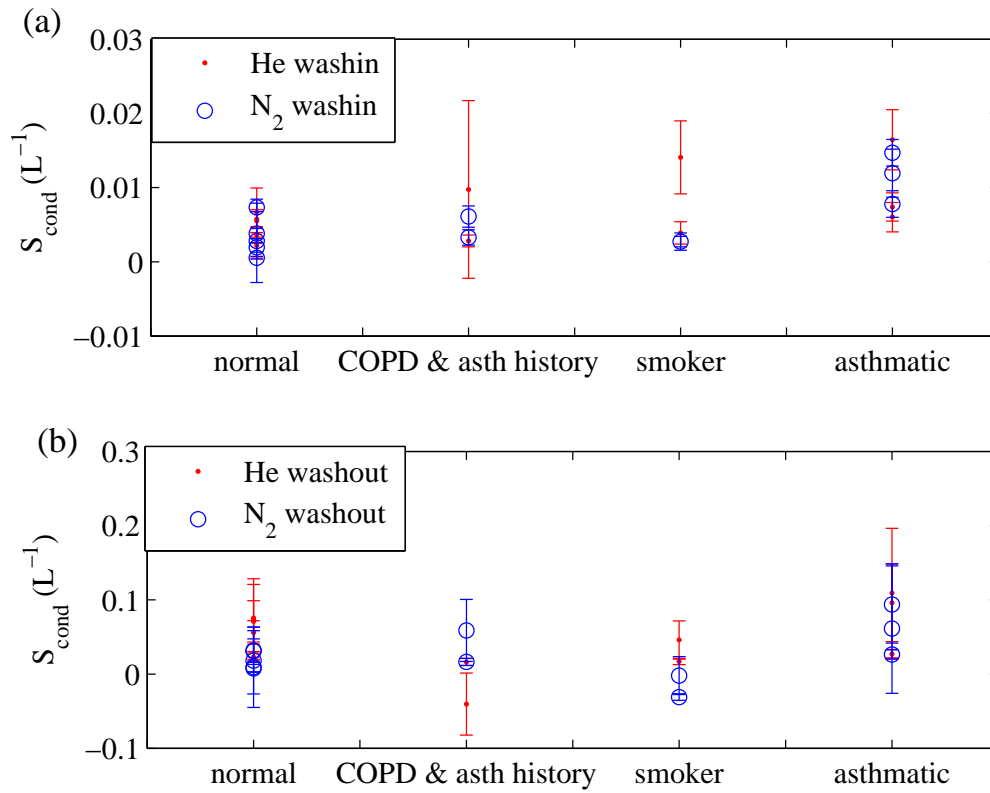 (a)
0.03
0.02
0.01
0
−0.01
S_cond (L^−1)
He washin
N_2 washin
normal
COPD & asth history
smoker
asthmatic
(b)
0.3
0.2
0.1
0
−0.1
S_cond (L^−1)
He washout
N_2 washout
normal
COPD & asth history
smoker
asthmatic